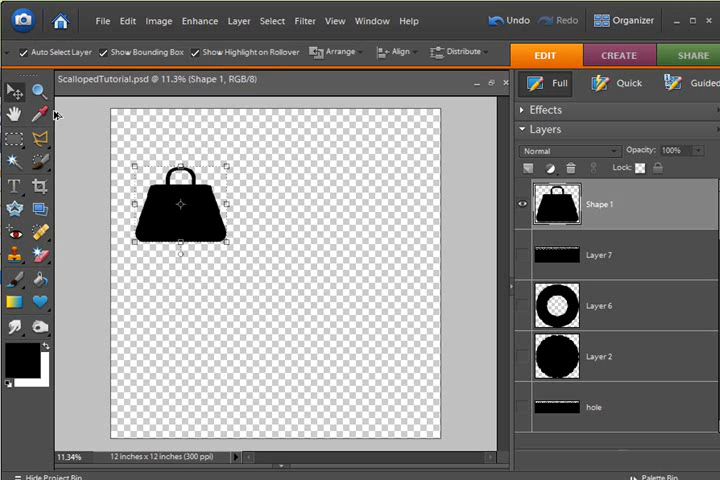 File Edit Image Enhance Layer Select Filter View Window Help Undo Redo Organizer
Auto Select Layer Show Bounding Box Show Highlight on Rollover Arrange Align Distribute EDIT CREATE SHARE
ScallopedTutorial.psd @ 11.3% (Shape 1, RGB/8)
Full Quick Guided
Effects
Layers
Normal Opacity: 100%
Lock:
Shape 1
Layer 7
Layer 6
Layer 2
hole
T
11.34% 12 inches x 12 inches (300 ppi)
Hide Project Bin Palette Bin